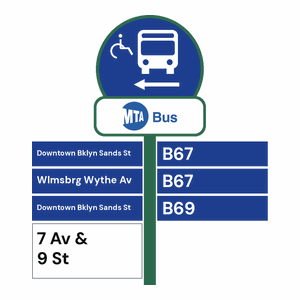 MTA Bus
Downtown Bklyn Sands St B67
Wlmsbrg Wythe Av B67
Downtown Bklyn Sands St B69
7 Av &
9 St